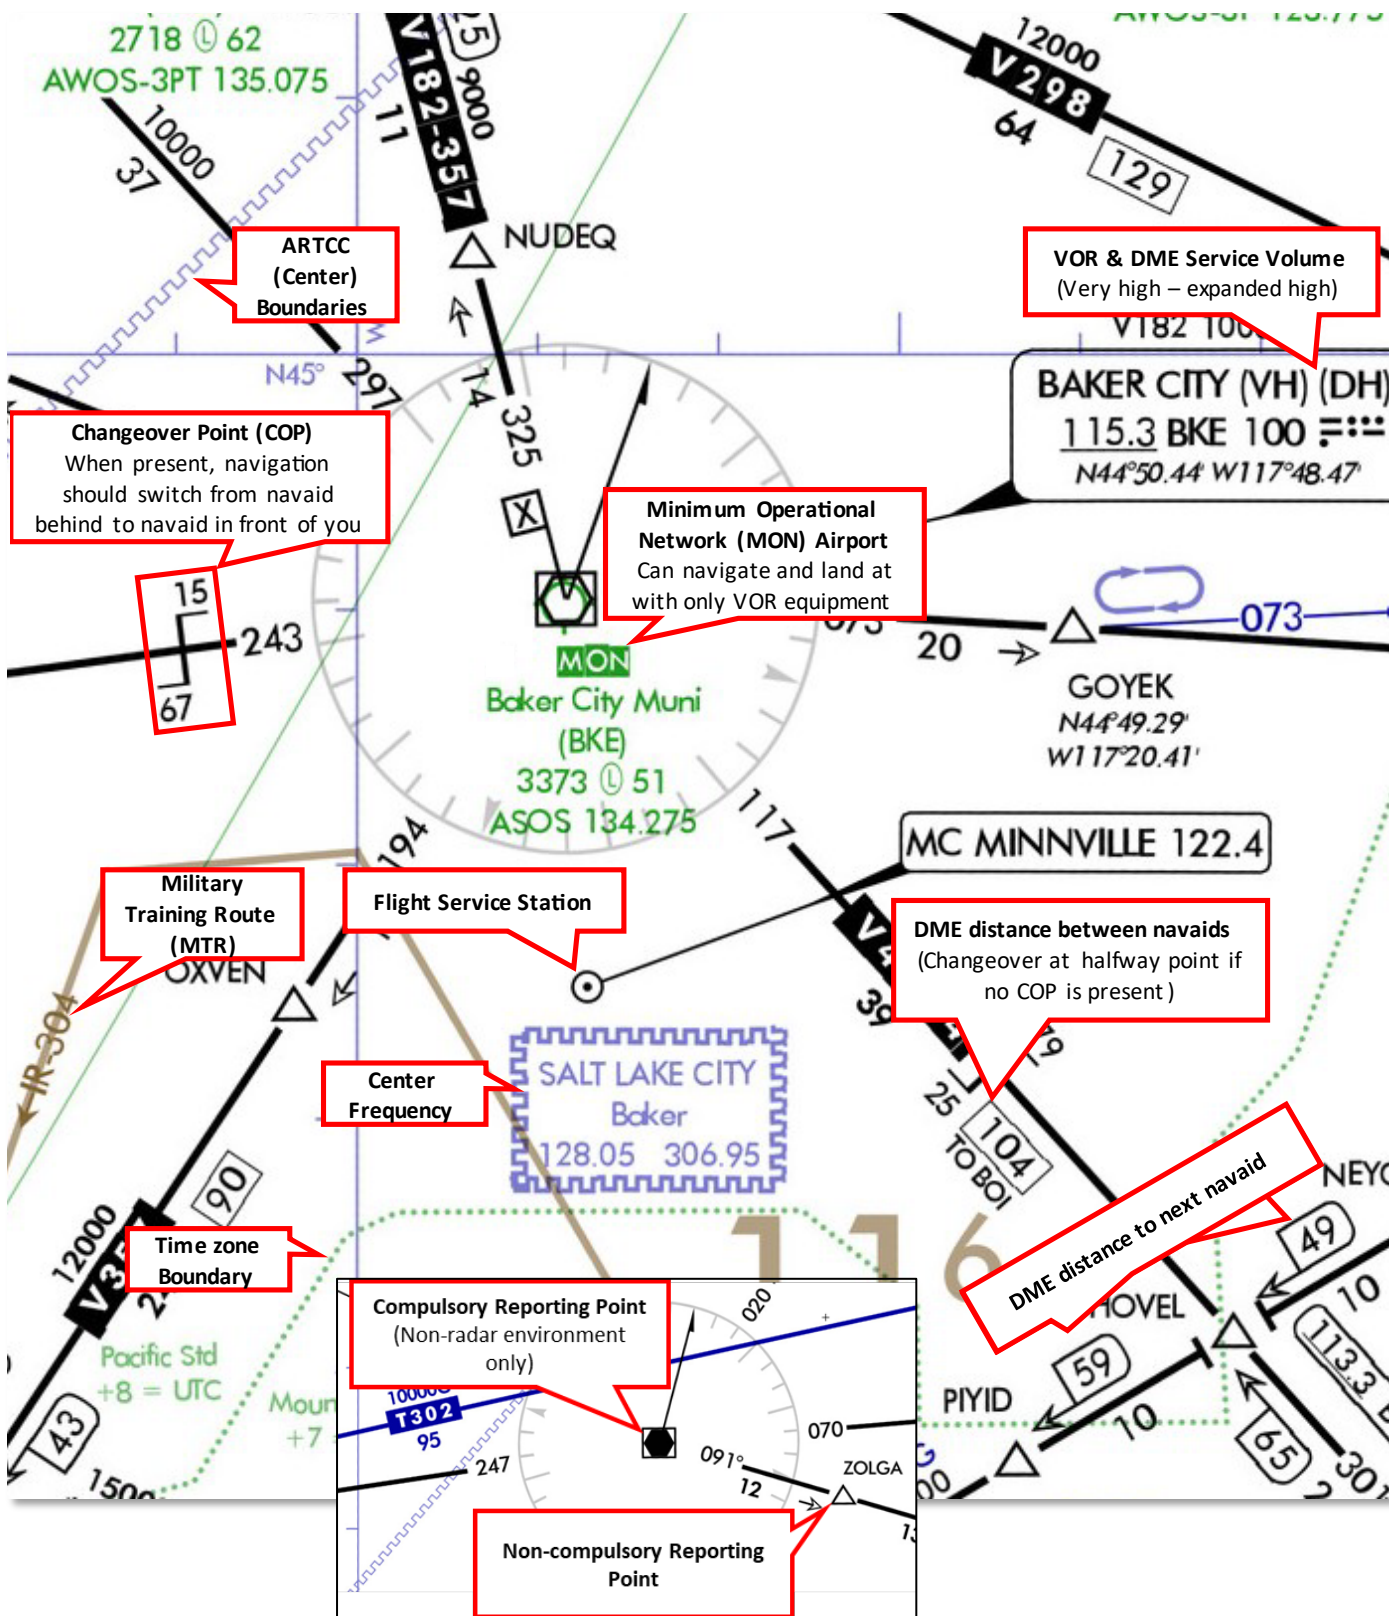 2718 Ⓛ 62
AWOS-3PT 135.075
10000
37
25
9000
V182-357
11
12000
V298
64
129
NUDEQ
ARTCC
(Center)
Boundaries
VOR & DME Service Volume
(Very high – expanded high)
W
N45°
297
14
325
BAKER CITY (VH) (DH)
115.3 BKE 100
N44°50.44' W117°48.47'
Changeover Point (COP)
When present, navigation
should switch from navaid
behind to navaid in front of you
X
Minimum Operational
Network (MON) Airport
Can navigate and land at
with only VOR equipment
15
67
243
073
20
073
GOYEK
N44°49.29'
W117°20.41'
MON
Baker City Muni
(BKE)
3373 Ⓛ 51
ASOS 134.275
117
194
MC MINNVILLE 122.4
Military
Training Route
(MTR)
Flight Service Station
DME distance between navaids
(Changeover at halfway point if
no COP is present)
OXVEN
IR-304
39
25
TO BOI
104
Center
Frequency
SALT LAKE CITY
Baker
128.05 306.95
90
12000
Time zone
Boundary
116
DME distance to next navaid
49
10
HOVEL
Pacific Std
+8 = UTC
+7
43
Compulsory Reporting Point
(Non-radar environment
only)
020
T302
95
247
070
091°
12
ZOLGA
Non-compulsory Reporting
Point
PIYID
59
10
65
113.3
301